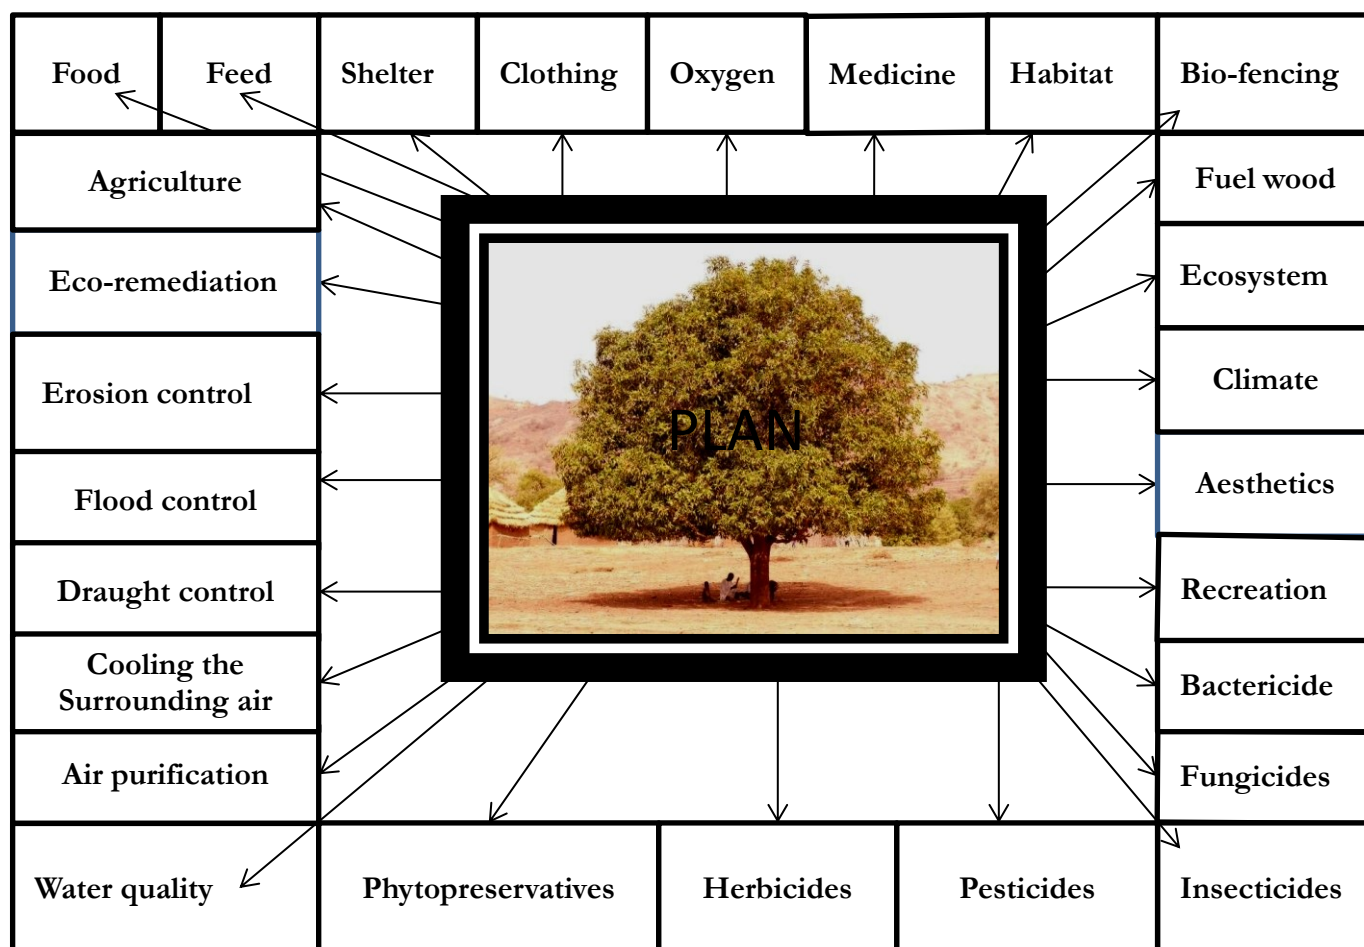 Food
Feed
Shelter
Clothing
Oxygen
Medicine
Habitat
Bio-fencing
Agriculture
Fuel wood
Eco-remediation
Ecosystem
Erosion control
Climate
PLAN
Flood control
Aesthetics
Draught control
Recreation
Cooling the
Surrounding air
Bactericide
Air purification
Fungicides
Water quality
Phytopreservatives
Herbicides
Pesticides
Insecticides